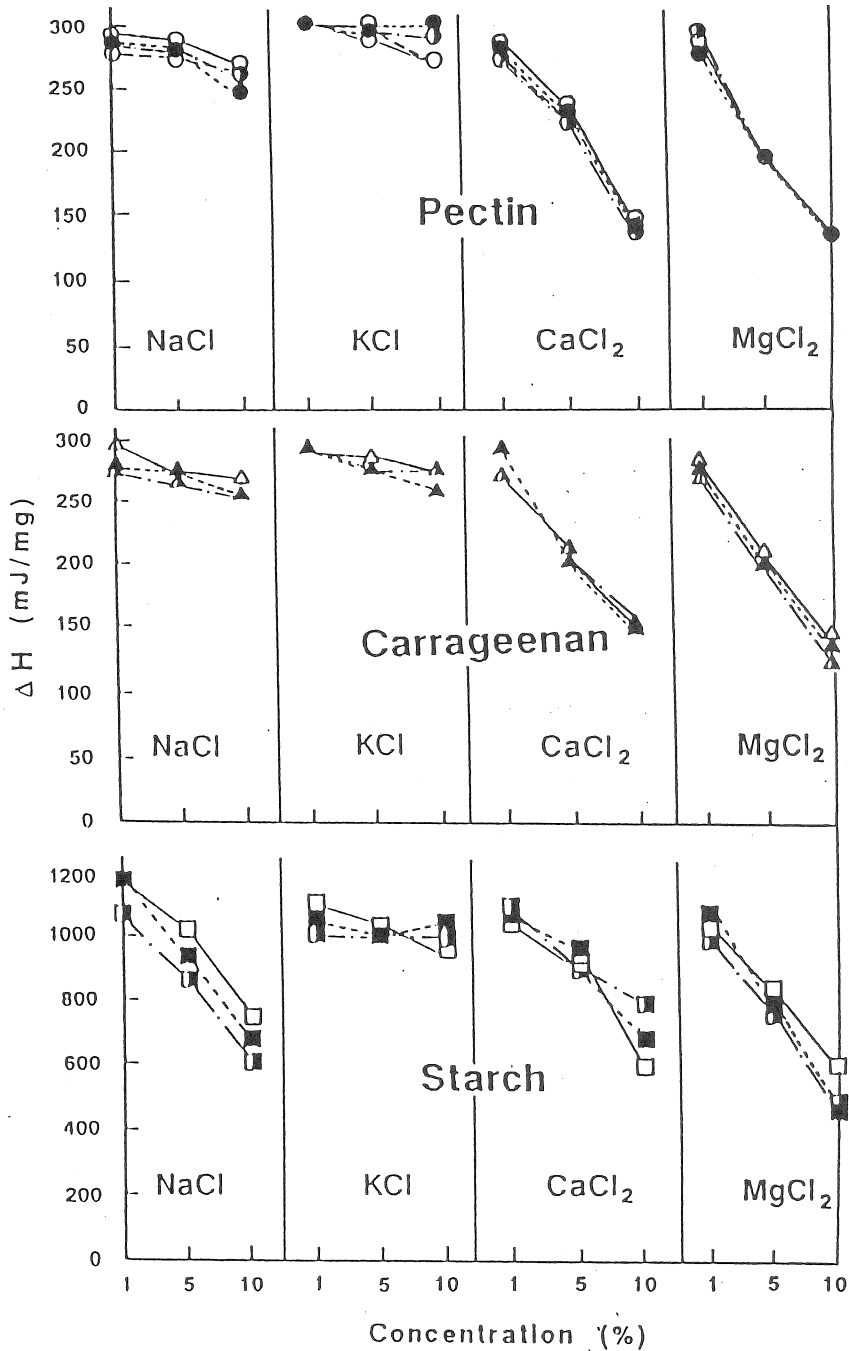 300
250
200
150
100
50
0
Pectin
NaCl KCl CaCl2 MgCl2
300
250
200
150
100
50
0
Carrageenan
NaCl KCl CaCl2 MgCl2
ΔH (mJ/mg)
1200
1000
800
600
400
200
0
Starch
NaCl KCl CaCl2 MgCl2
1 5 10 1 5 10 1 5 10 1 5 10
Concentration (%)